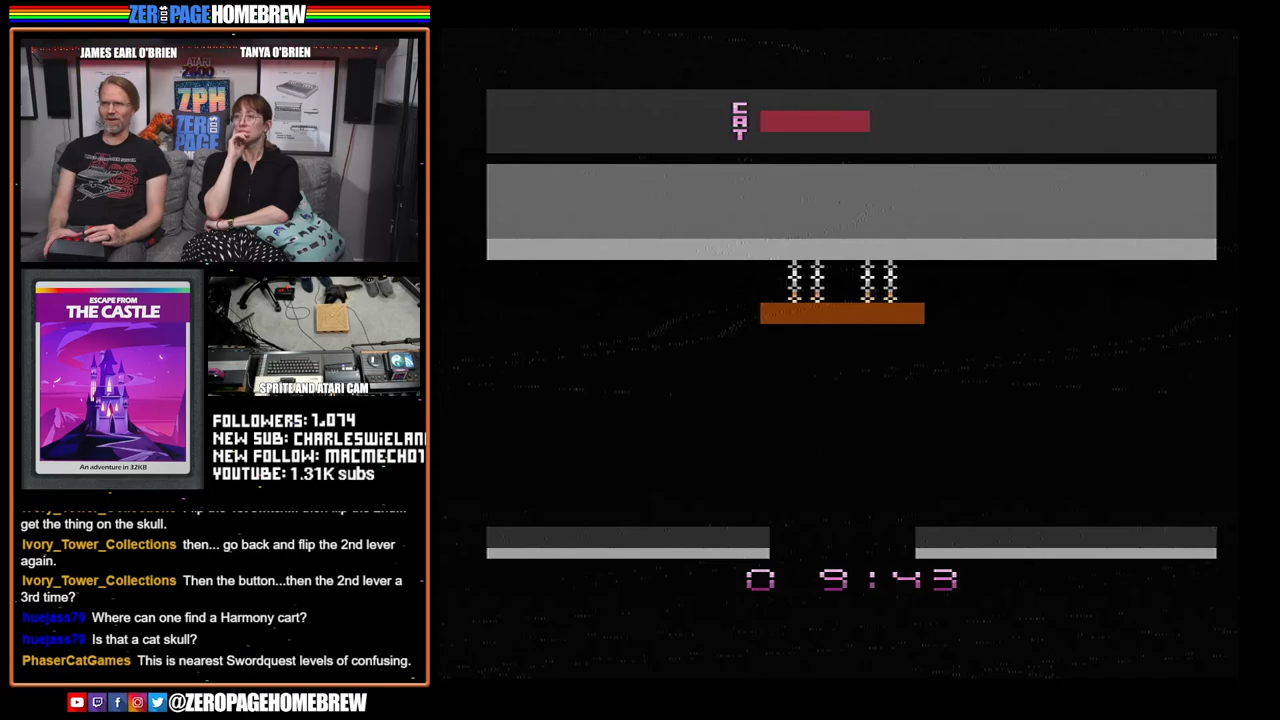 ZEROPAGE HOMEBREW
JAMES EARL O'BRIEN
TANYA O'BRIEN
ZPH
ZERO
PAGE
ESCAPE FROM
THE CASTLE
An adventure in 32KB
SPRITE AND ATARI CAM
FOLLOWERS: 1,074
NEW SUB: CHARLESWIELAN
NEW FOLLOW: MACMECHOT
YOUTUBE: 1.31K subs
get the thing on the skull.
Ivory_Tower_Collections then... go back and flip the 2nd lever
again.
Ivory_Tower_Collections Then the button...then the 2nd lever a
3rd time?
huejass79 Where can one find a Harmony cart?
huejass79 Is that a cat skull?
PhaserCatGames This is nearest Swordquest levels of confusing.
@ZEROPAGEHOMEBREW
CAT
0 9:43